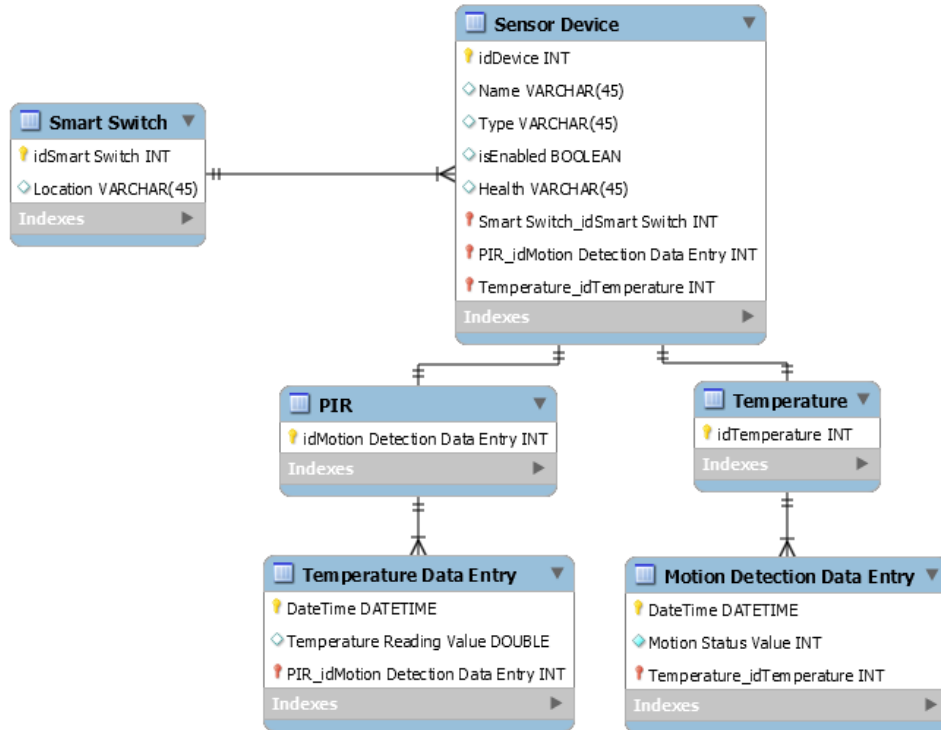 Sensor Device
idDevice INT
Name VARCHAR(45)
Type VARCHAR(45)
isEnabled BOOLEAN
Health VARCHAR(45)
Smart Switch_idSmart Switch INT
PIR_idMotion Detection Data Entry INT
Temperature_idTemperature INT
Indexes
Smart Switch
idSmart Switch INT
Location VARCHAR(45)
Indexes
PIR
idMotion Detection Data Entry INT
Indexes
Temperature
idTemperature INT
Indexes
Temperature Data Entry
DateTime DATETIME
Temperature Reading Value DOUBLE
PIR_idMotion Detection Data Entry INT
Indexes
Motion Detection Data Entry
DateTime DATETIME
Motion Status Value INT
Temperature_idTemperature INT
Indexes